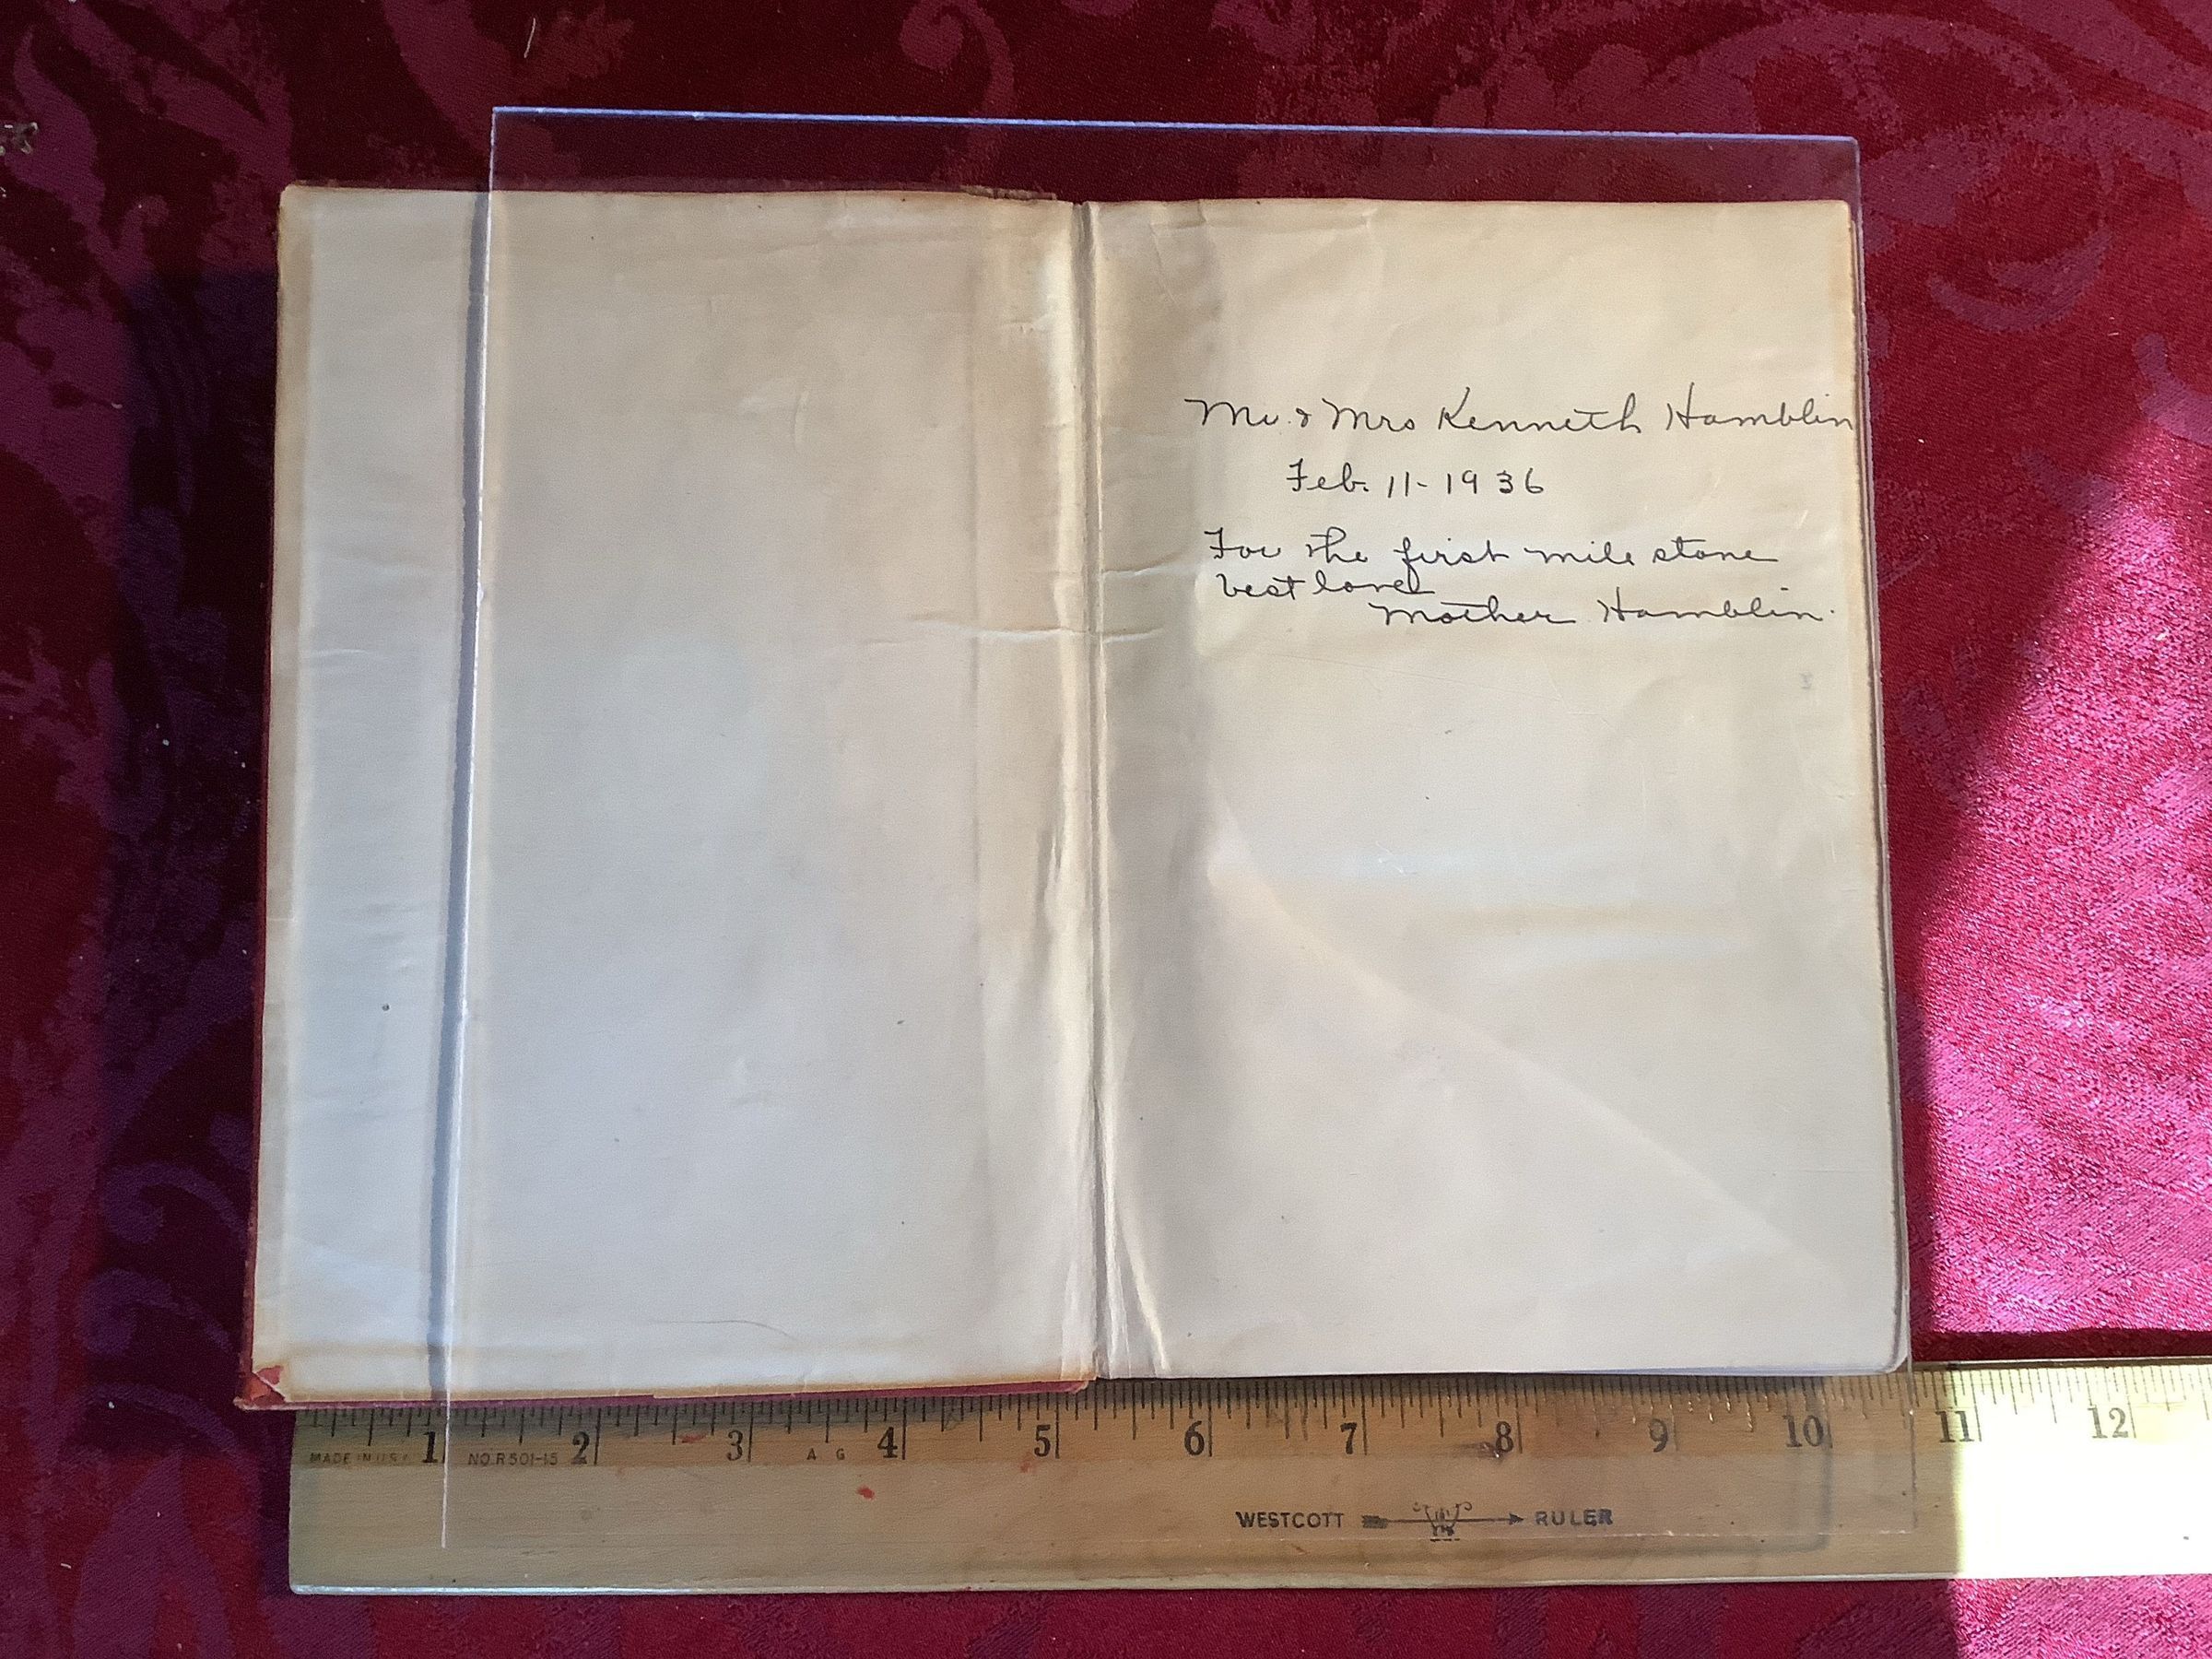 Mr. & Mrs Kenneth Hamblin
Feb. 11-1936
For the first mile stone
best love
Mother Hamblin.
1 2 3 4 5 6 7 8 9 10 11 12
MADE IN U.S.A. NO. R501-15 A G
WESTCOTT RULER